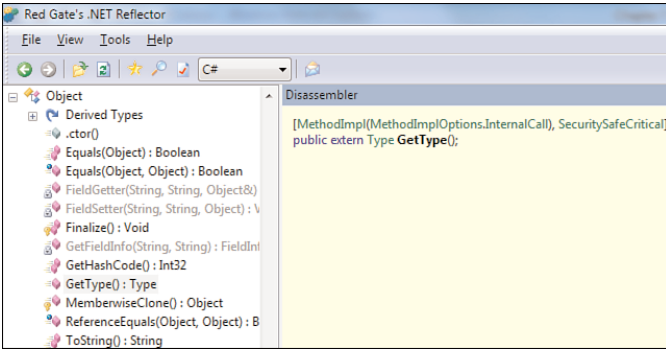 Red Gate's .NET Reflector
File View Tools Help
C#
Object
Derived Types
.ctor()
Equals(Object) : Boolean
Equals(Object, Object) : Boolean
FieldGetter(String, String, Object&)
FieldSetter(String, String, Object) : V
Finalize() : Void
GetFieldInfo(String, String) : FieldInf
GetHashCode() : Int32
GetType() : Type
MemberwiseClone() : Object
ReferenceEquals(Object, Object) : B
ToString() : String
Disassembler
[MethodImpl(MethodImplOptions.InternalCall), SecuritySafeCritical]
public extern Type GetType();